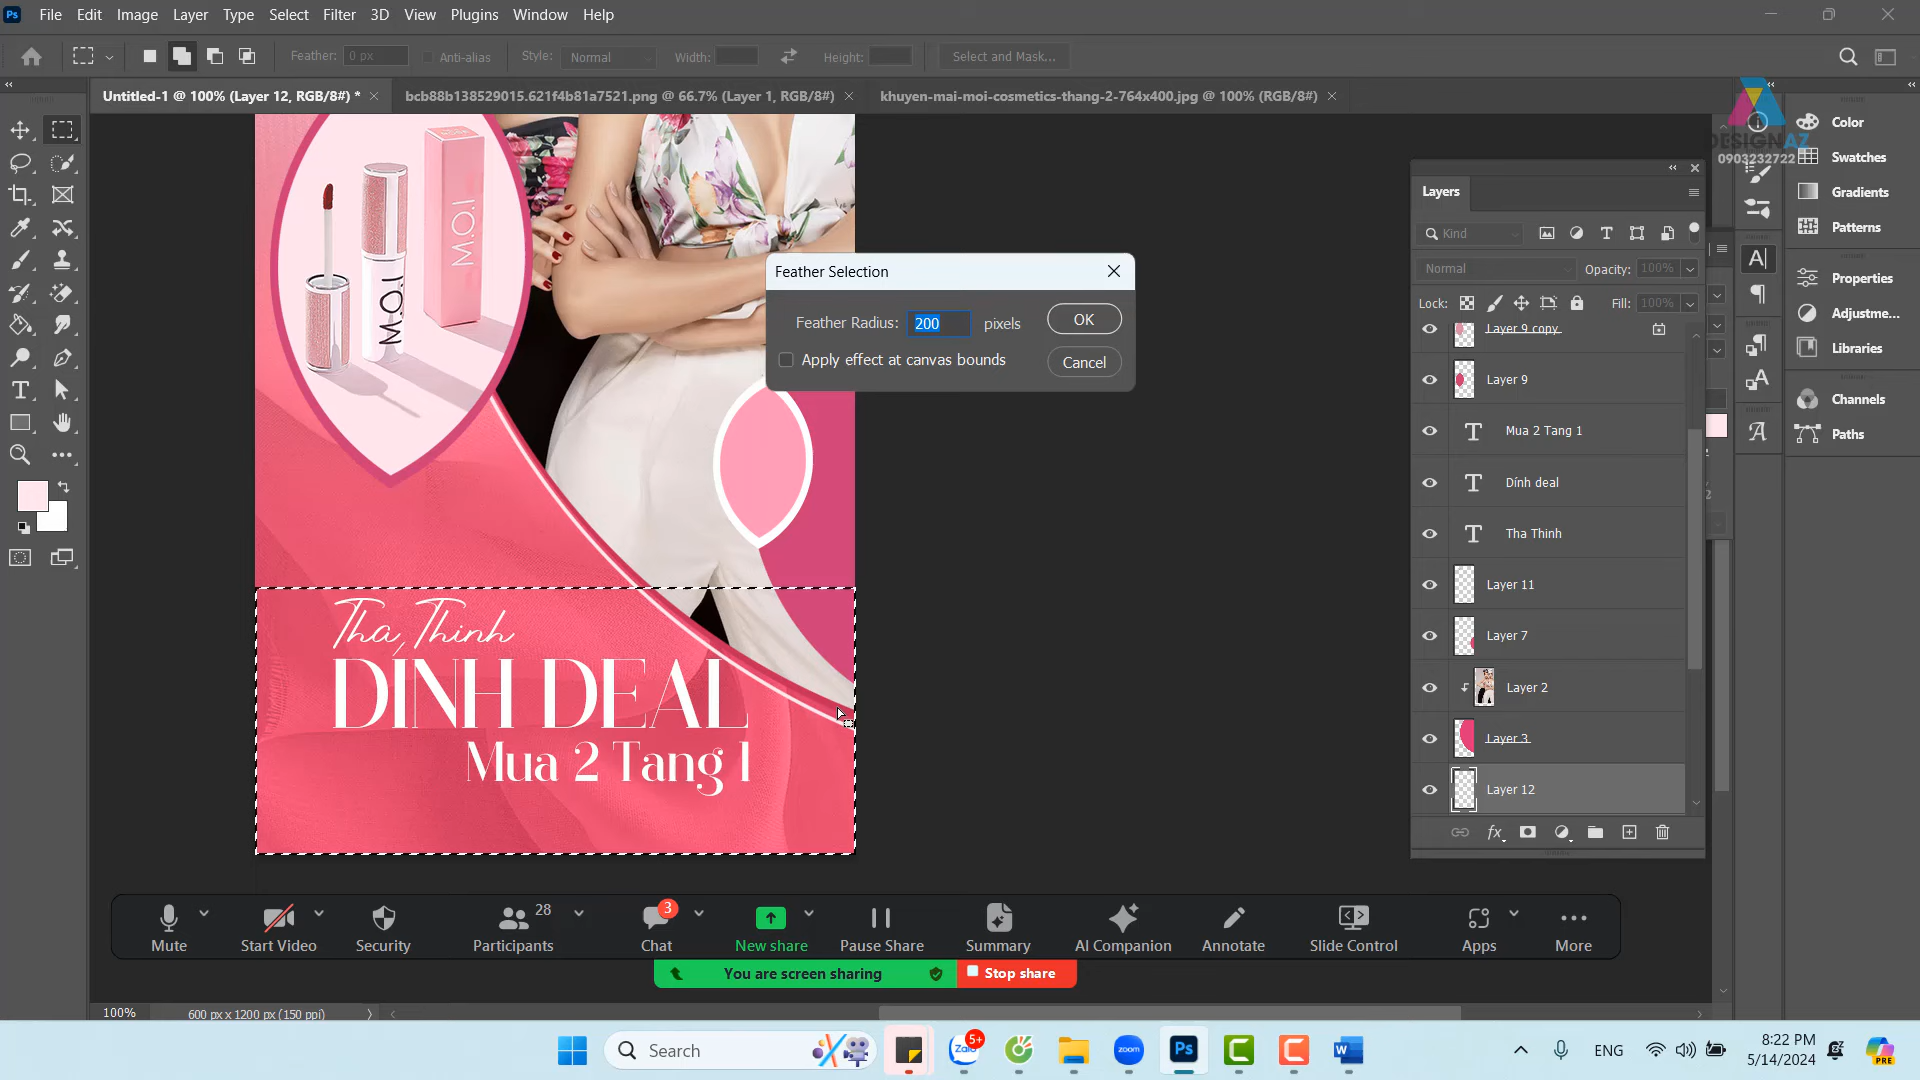 Ps File Edit Image Layer Type Select Filter 3D View Plugins Window Help
Feather: 0 px Anti-alias Style: Normal Width: Height: Select and Mask...
Untitled-1 @ 100% (Layer 12, RGB/8#) * bcb88b138529015.621f4b81a7521.png @ 66.7% (Layer 1, RGB/8#) khuyen-mai-moi-cosmetics-thang-2-764x400.jpg @ 100% (RGB/8#)
DESIGNAZ
0903232722
Color
Swatches
Gradients
Patterns
Properties
Adjustme...
Libraries
Channels
Paths
Layers
Kind
Normal Opacity: 100%
Lock: Fill: 100%
Layer 9 copy
Layer 9
Mua 2 Tang 1
Dính deal
Tha Thinh
Layer 11
Layer 7
Layer 2
Layer 3
Layer 12
Feather Selection
Feather Radius: 200 pixels OK
Apply effect at canvas bounds Cancel
I'O.M
I'O.M
Tha, Thinh
DÍNH DEAL
Mua 2 Tang 1
28
3
Mute Start Video Security Participants Chat New share Pause Share Summary AI Companion Annotate Slide Control Apps More
You are screen sharing Stop share
100% 600 px x 1200 px (150 ppi)
Search
Zalo 5+
zoom
Ps
ENG
8:22 PM
5/14/2024
PRE